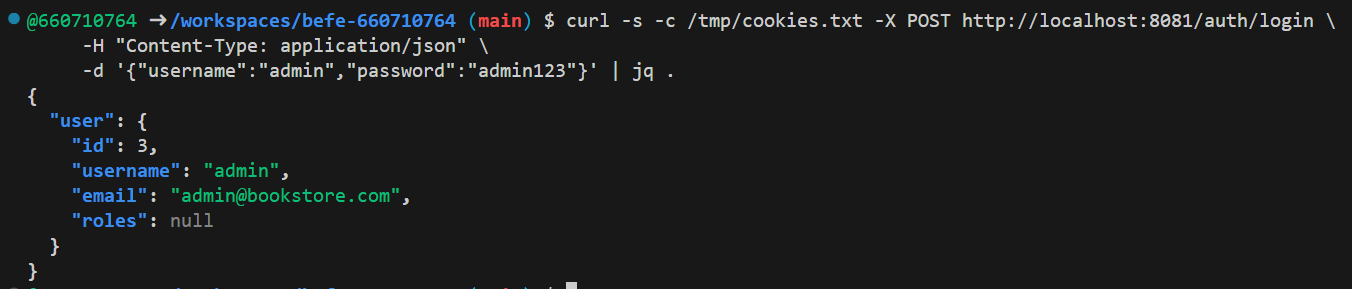 @660710764 ➜/workspaces/befe-660710764 (main) $ curl -s -c /tmp/cookies.txt -X POST http://localhost:8081/auth/login \
-H "Content-Type: application/json" \
-d '{"username":"admin","password":"admin123"}' | jq .
{
"user": {
"id": 3,
"username": "admin",
"email": "admin@bookstore.com",
"roles": null
}
}